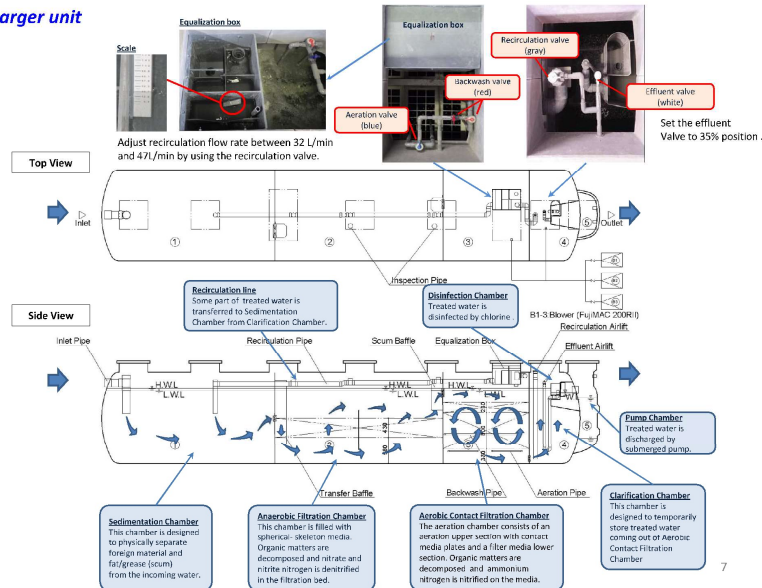 arger unit
Equalization box
Scale
Equalization box
Recirculation valve
(gray)
Backwash valve
(red)
Effluent valve
(white)
Aeration valve
(blue)
Set the effluent
Valve to 35% position .
Adjust recirculation flow rate between 32 L/min
and 47L/min by using the recirculation valve.
Top View
Inlet
①
②
③
④
⑤
Outlet
Inspection Pipe
B1-3 Blower (FujiMAC 200RII)
Recirculation line
Some part of treated water is
transferred to Sedimentation
Chamber from Clarification Chamber.
Disinfection Chamber
Treated water is
disinfected by chlorine .
Side View
Recirculation Airlift
Effluent Airlift
Inlet Pipe
Recirculation Pipe
Scum Baffle
Equalization Box
H.W.L
L.W.L
H.W.L
L.W.L
H.W.L
L.W.L
④
⑤
Pump Chamber
Treated water is
discharged by
submerged pump.
Transfer Baffle
Backwash Pipe
Aeration Pipe
Sedimentation Chamber
This chamber is designed
to physically separate
foreign material and
fat/grease (scum)
from the incoming water.
Anaerobic Filtration Chamber
This chamber is filled with
spherical- skeleton media.
Organic matters are
decomposed and nitrate and
nitrite nitrogen is denitrified
in the filtration bed.
Aerobic Contact Filtration Chamber
The aeration chamber consists of an
aeration upper section with contact
media plates and a filter media lower
section. Organic matters are
decomposed and ammonium
nitrogen is nitrified on the media.
Clarification Chamber
This chamber is
designed to temporarily
store treated water
coming out of Aerobic
Contact Filtration
Chamber
7